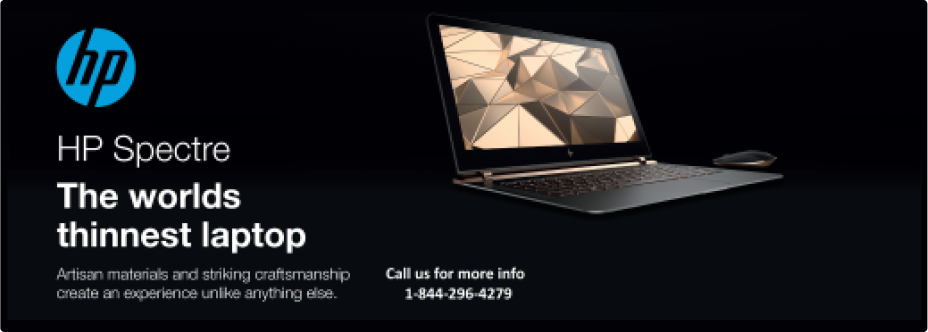 hp
HP Spectre
The worlds
thinnest laptop
Artisan materials and striking craftsmanship
create an experience unlike anything else.
Call us for more info
1-844-296-4279